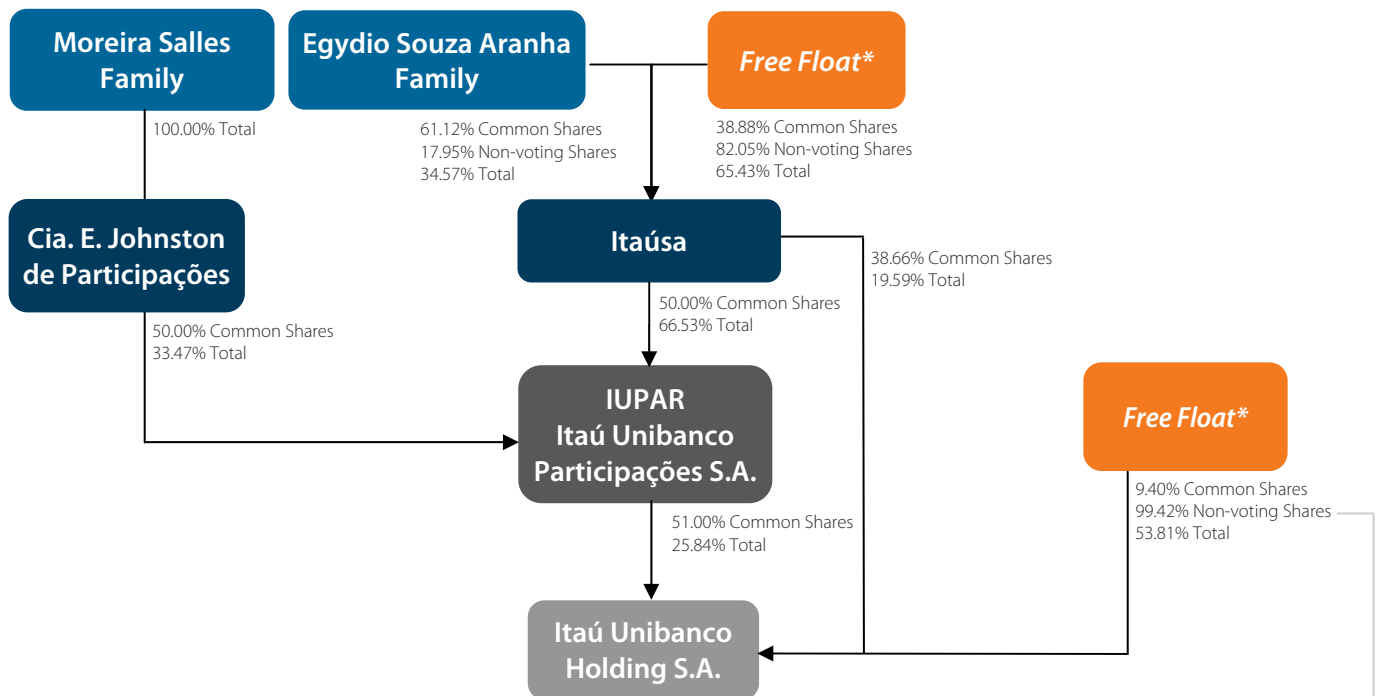 Moreira Salles
Family
Egydio Souza Aranha
Family
Free Float*
100.00% Total
61.12% Common Shares
17.95% Non-voting Shares
34.57% Total
38.88% Common Shares
82.05% Non-voting Shares
65.43% Total
Cia. E. Johnston
de Participações
Itaúsa
38.66% Common Shares
19.59% Total
50.00% Common Shares
33.47% Total
50.00% Common Shares
66.53% Total
IUPAR
Itaú Unibanco
Participações S.A.
Free Float*
9.40% Common Shares
99.42% Non-voting Shares
53.81% Total
51.00% Common Shares
25.84% Total
Itaú Unibanco
Holding S.A.